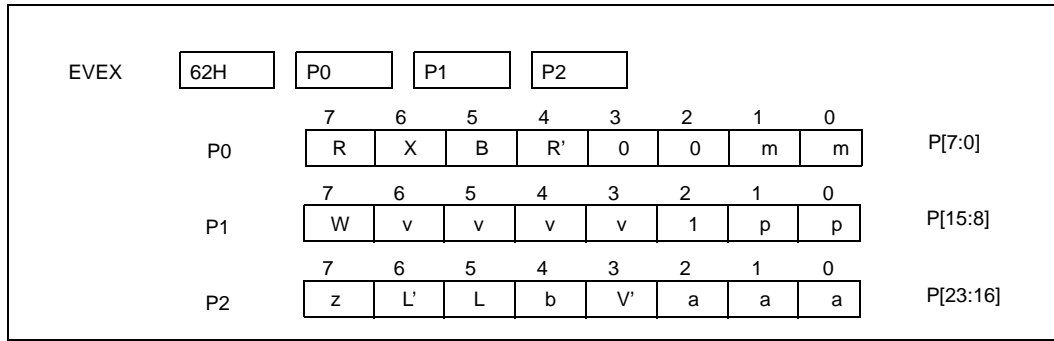 EVEX 62H P0 P1 P2
7 6 5 4 3 2 1 0
P0 R X B R’ 0 0 m m P[7:0]
7 6 5 4 3 2 1 0
P1 W v v v v 1 p p P[15:8]
7 6 5 4 3 2 1 0
P2 z L’ L b V’ a a a P[23:16]